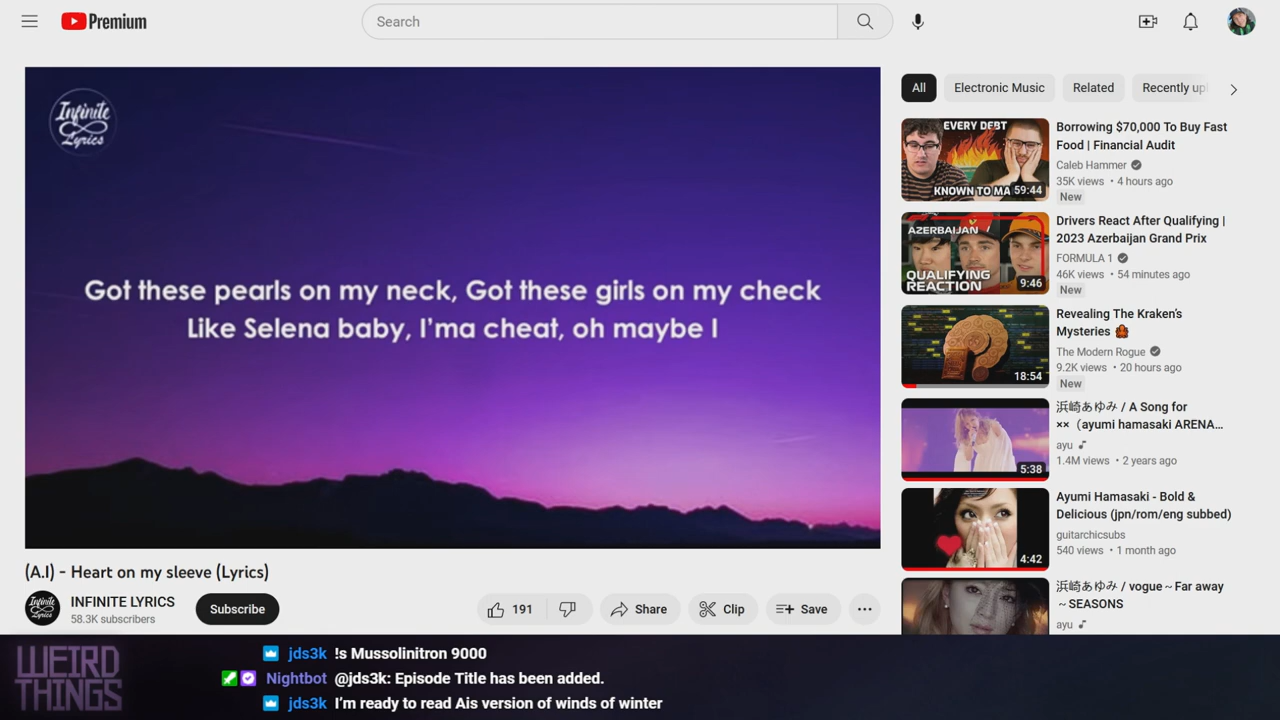 Premium
Search
Infinite
Lyrics
Got these pearls on my neck, Got these girls on my check
Like Selena baby, I'ma cheat, oh maybe I
(A.I) - Heart on my sleeve (Lyrics)
Infinite
Lyrics
INFINITE LYRICS
58.3K subscribers
Subscribe
191
Share
Clip
Save
All
Electronic Music
Related
Recently upl
EVERY DEBT
KNOWN TO MA
59:44
Borrowing $70,000 To Buy Fast
Food | Financial Audit
Caleb Hammer
35K views • 4 hours ago
New
AZERBAIJAN
QUALIFYING
REACTION
9:46
Drivers React After Qualifying |
2023 Azerbaijan Grand Prix
FORMULA 1
46K views • 54 minutes ago
New
18:54
Revealing The Kraken's
Mysteries
The Modern Rogue
9.2K views • 20 hours ago
New
5:38
浜崎あゆみ / A Song for
××（ayumi hamasaki ARENA...
ayu
1.4M views • 2 years ago
4:42
Ayumi Hamasaki - Bold &
Delicious (jpn/rom/eng subbed)
guitarchicsubs
540 views • 1 month ago
浜崎あゆみ / vogue～Far away
～SEASONS
ayu
WEIRD
THINGS
jds3k !s Mussolinitron 9000
Nightbot @jds3k: Episode Title has been added.
jds3k I'm ready to read Ais version of winds of winter